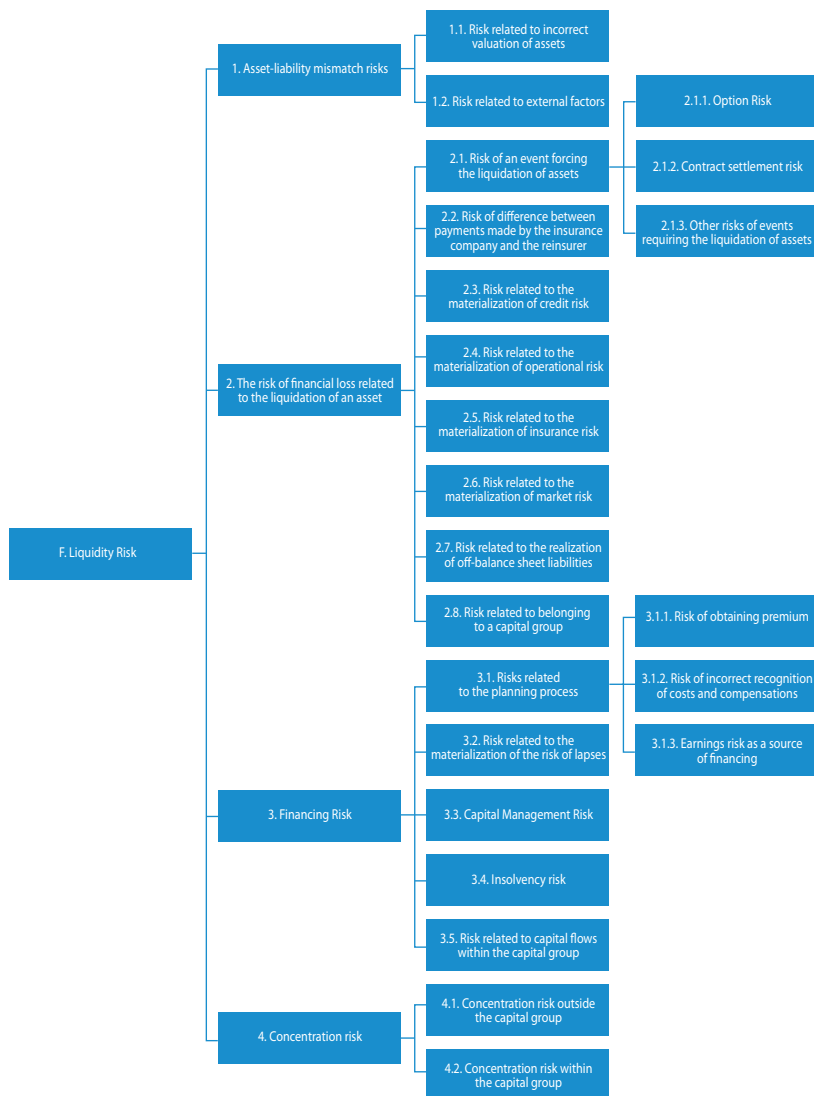 F. Liquidity Risk
1. Asset-liability mismatch risks
1.1. Risk related to incorrect
valuation of assets
1.2. Risk related to external factors
2. The risk of financial loss related
to the liquidation of an asset
2.1. Risk of an event forcing
the liquidation of assets
2.1.1. Option Risk
2.1.2. Contract settlement risk
2.1.3. Other risks of events
requiring the liquidation of assets
2.2. Risk of difference between
payments made by the insurance
company and the reinsurer
2.3. Risk related to the
materialization of credit risk
2.4. Risk related to the
materialization of operational risk
2.5. Risk related to the
materialization of insurance risk
2.6. Risk related to the
materialization of market risk
2.7. Risk related to the realization
of off-balance sheet liabilities
2.8. Risk related to belonging
to a capital group
3. Financing Risk
3.1. Risks related
to the planning process
3.1.1. Risk of obtaining premium
3.1.2. Risk of incorrect recognition
of costs and compensations
3.1.3. Earnings risk as a source
of financing
3.2. Risk related to the
materialization of the risk of lapses
3.3. Capital Management Risk
3.4. Insolvency risk
3.5. Risk related to capital flows
within the capital group
4. Concentration risk
4.1. Concentration risk outside
the capital group
4.2. Concentration risk within
the capital group